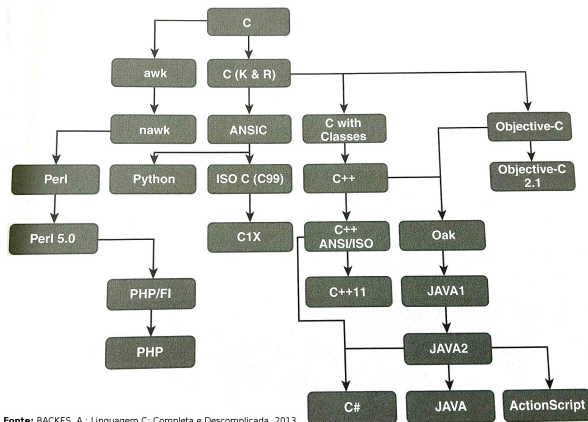 C
awk
C (K & R)
nawk
ANSIC
C with
Classes
Objective-C
Perl
Python
ISO C (C99)
C++
Objective-C
2.1
Perl 5.0
C1X
C++
ANSI/ISO
Oak
PHP/FI
C++11
JAVA1
PHP
JAVA2
C#
JAVA
ActionScript
Fonte: BACKES, A.: Linguagem C: Completa e Descomplicada, 2013